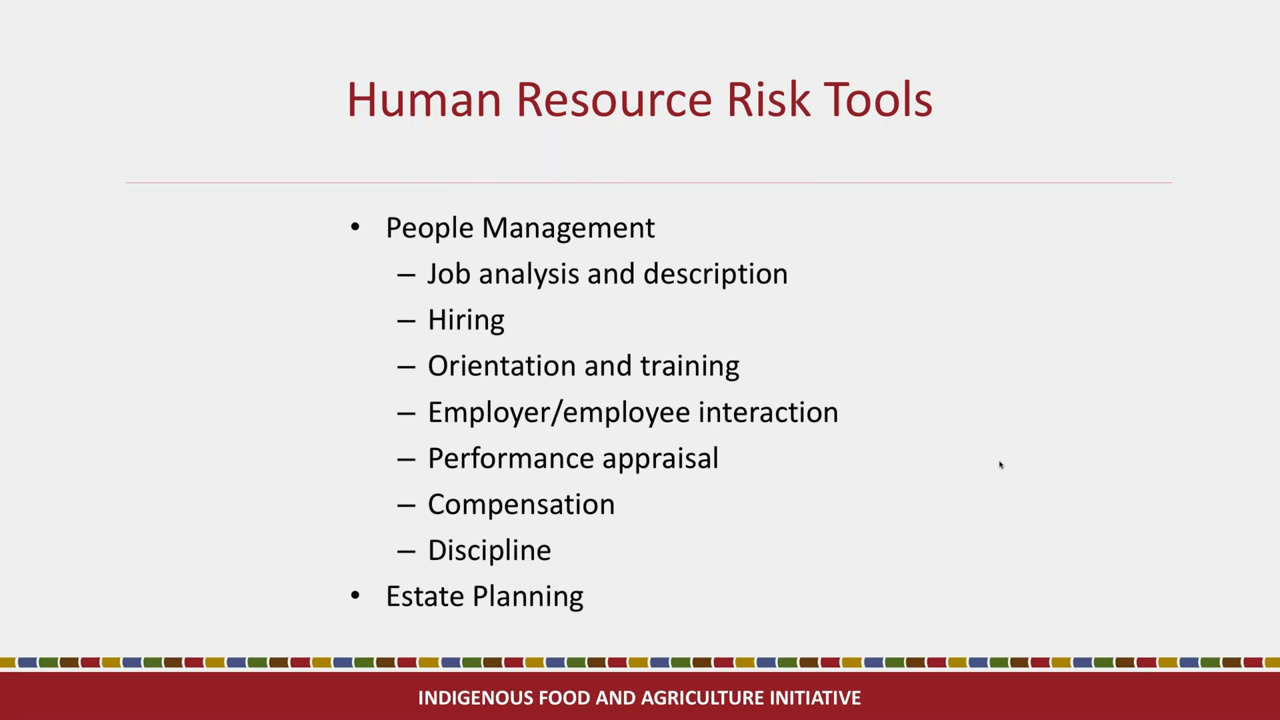 Human Resource Risk Tools
• People Management
– Job analysis and description
– Hiring
– Orientation and training
– Employer/employee interaction
– Performance appraisal
– Compensation
– Discipline
• Estate Planning
INDIGENOUS FOOD AND AGRICULTURE INITIATIVE